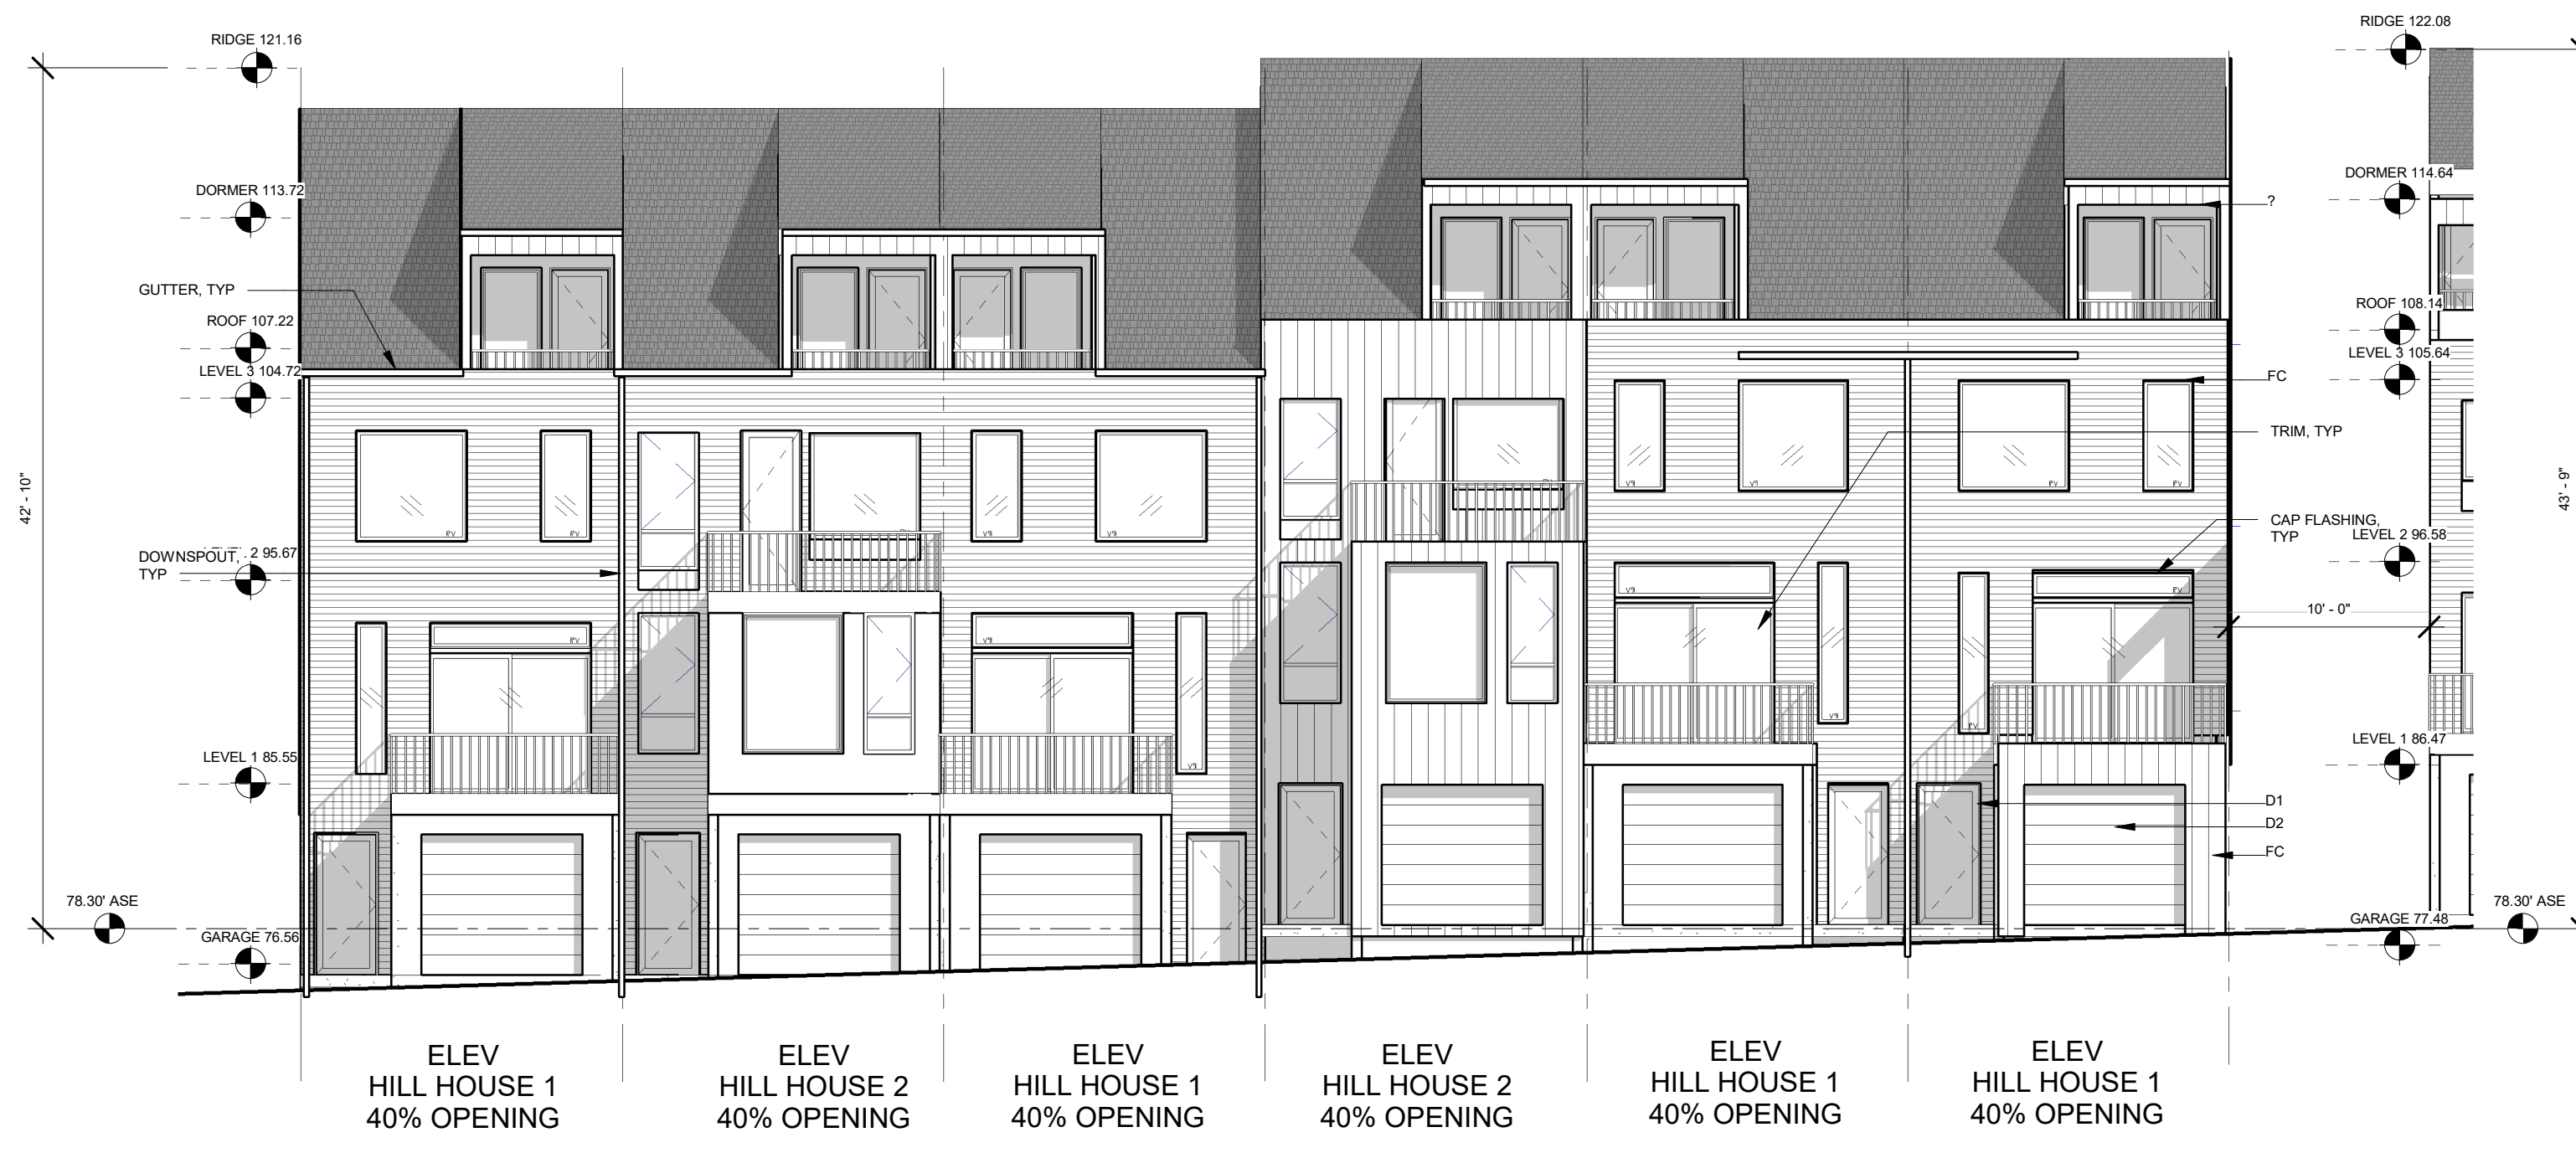 RIDGE 121.16
RIDGE 122.08
DORMER 113.72
DORMER 114.64
?
GUTTER, TYP
ROOF 107.22
ROOF 108.14
LEVEL 3 104.72
LEVEL 3 105.64
FC
TRIM, TYP
42' - 10"
43' - 9"
CAP FLASHING,
TYP
LEVEL 2 96.58
DOWNSPOUT,
TYP
2 95.67
10' - 0"
LEVEL 1 85.55
LEVEL 1 86.47
D1
D2
FC
78.30' ASE
78.30' ASE
GARAGE 76.56
GARAGE 77.48
ELEV
HILL HOUSE 1
40% OPENING
ELEV
HILL HOUSE 2
40% OPENING
ELEV
HILL HOUSE 1
40% OPENING
ELEV
HILL HOUSE 2
40% OPENING
ELEV
HILL HOUSE 1
40% OPENING
ELEV
HILL HOUSE 1
40% OPENING